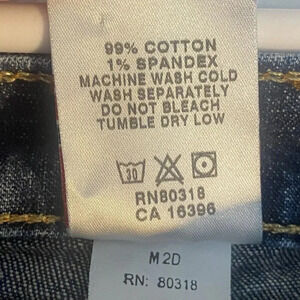 99% COTTON
1% SPANDEX
MACHINE WASH COLD
WASH SEPARATELY
DO NOT BLEACH
TUMBLE DRY LOW
30
RN80318
CA 16396
M2D
RN: 80318